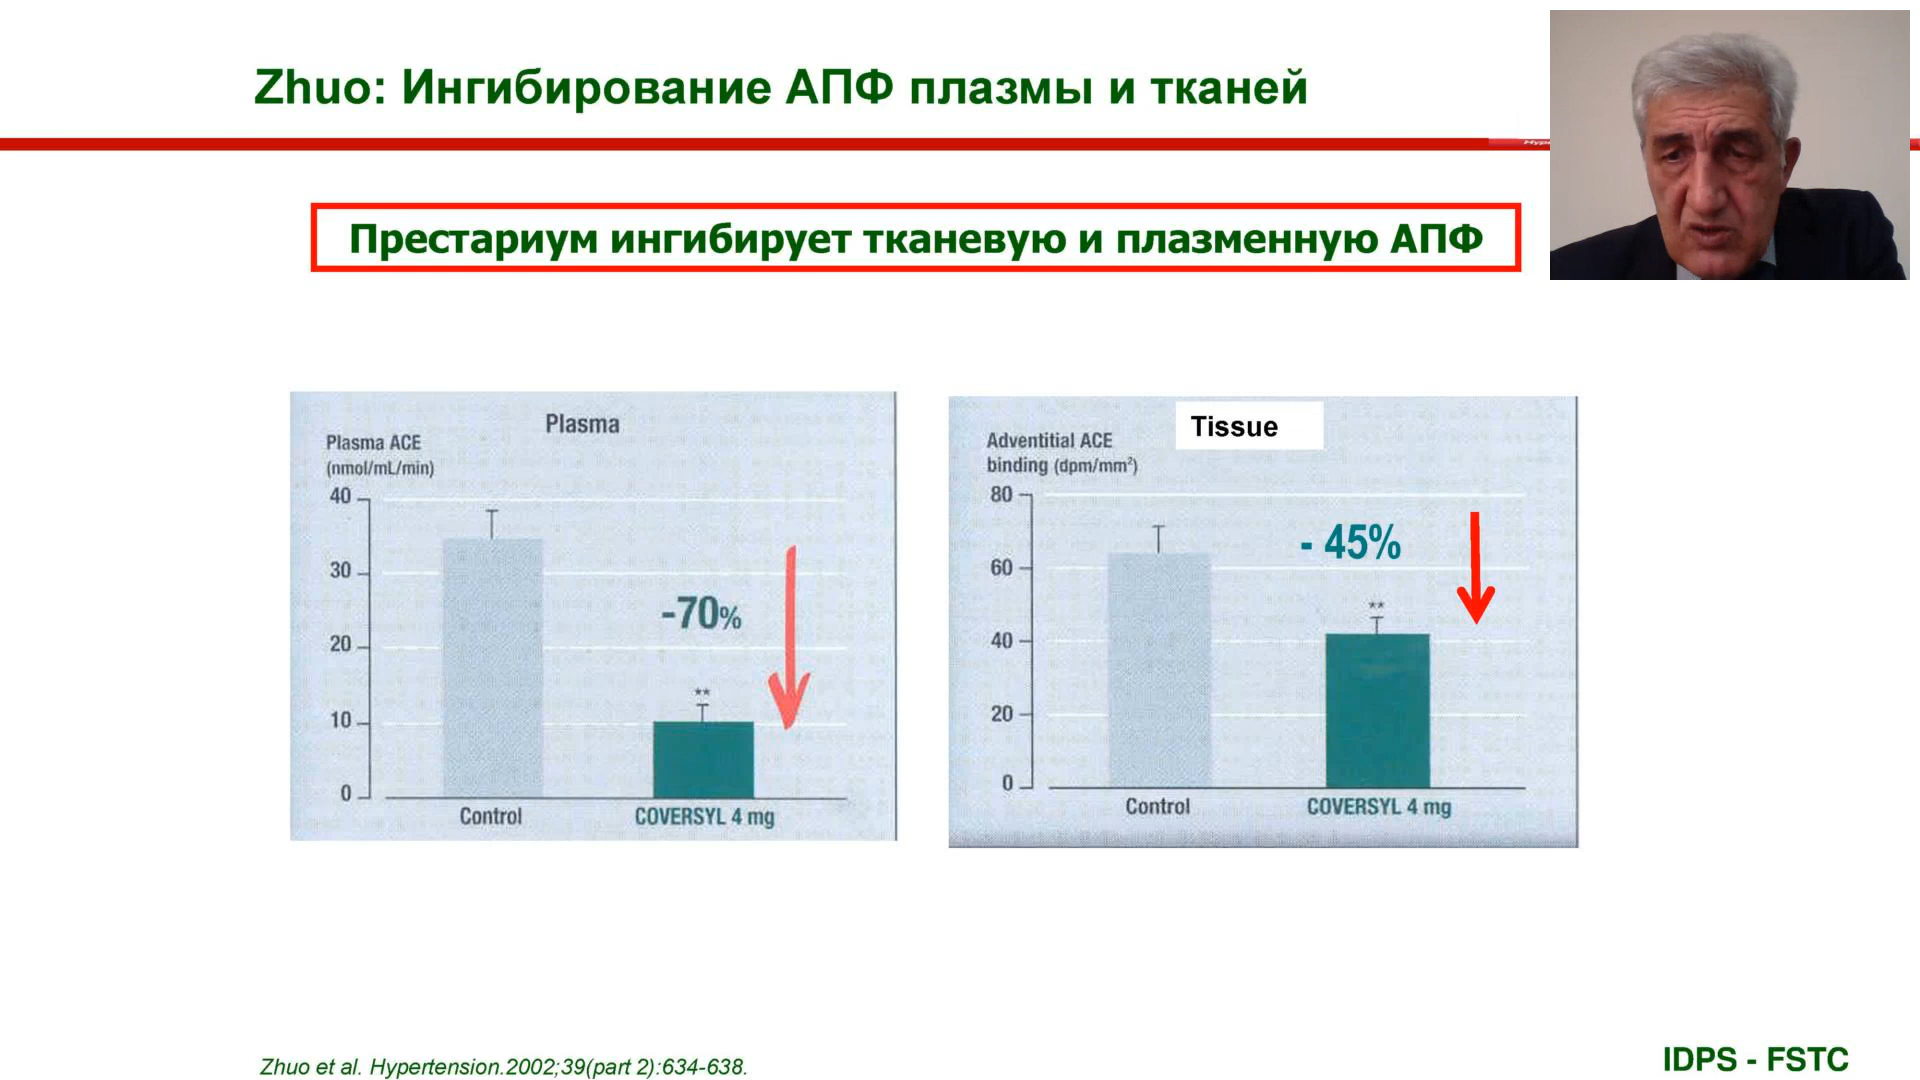 Zhuo: Ингибирование АПФ плазмы и тканей
Престариум ингибирует тканевую и плазменную АПФ
Plasma
Plasma ACE
(nmol/mL/min)
40
30
20
10
0
-70%
**
Control
COVERSYL 4 mg
Tissue
Adventitial ACE
binding (dpm/mm²)
80
60
40
20
0
- 45%
**
Control
COVERSYL 4 mg
Zhuo et al. Hypertension.2002;39(part 2):634-638.
IDPS - FSTC